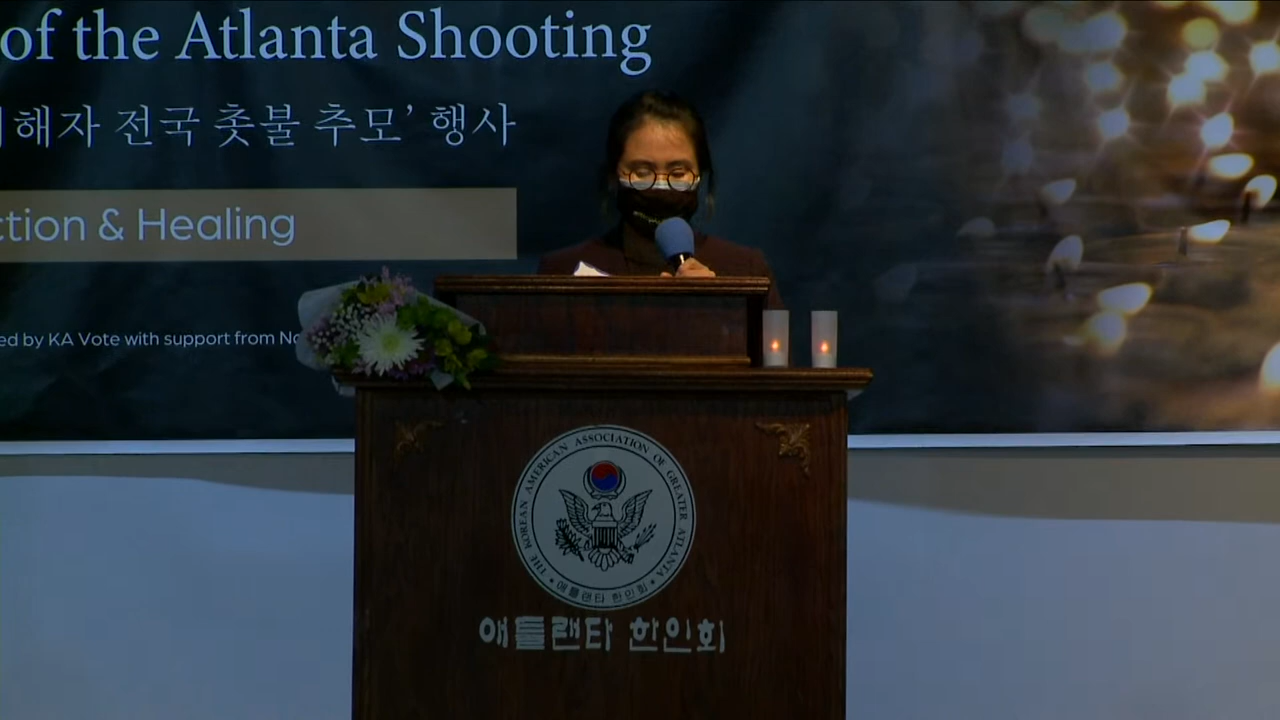 of the Atlanta Shooting
해자 전국 촛불 추모’ 행사
ction & Healing
ed by KA Vote with support from
THE KOREAN AMERICAN ASSOCIATION OF GREATER ATLANTA
애틀랜타 한인회
애틀랜타 한인회